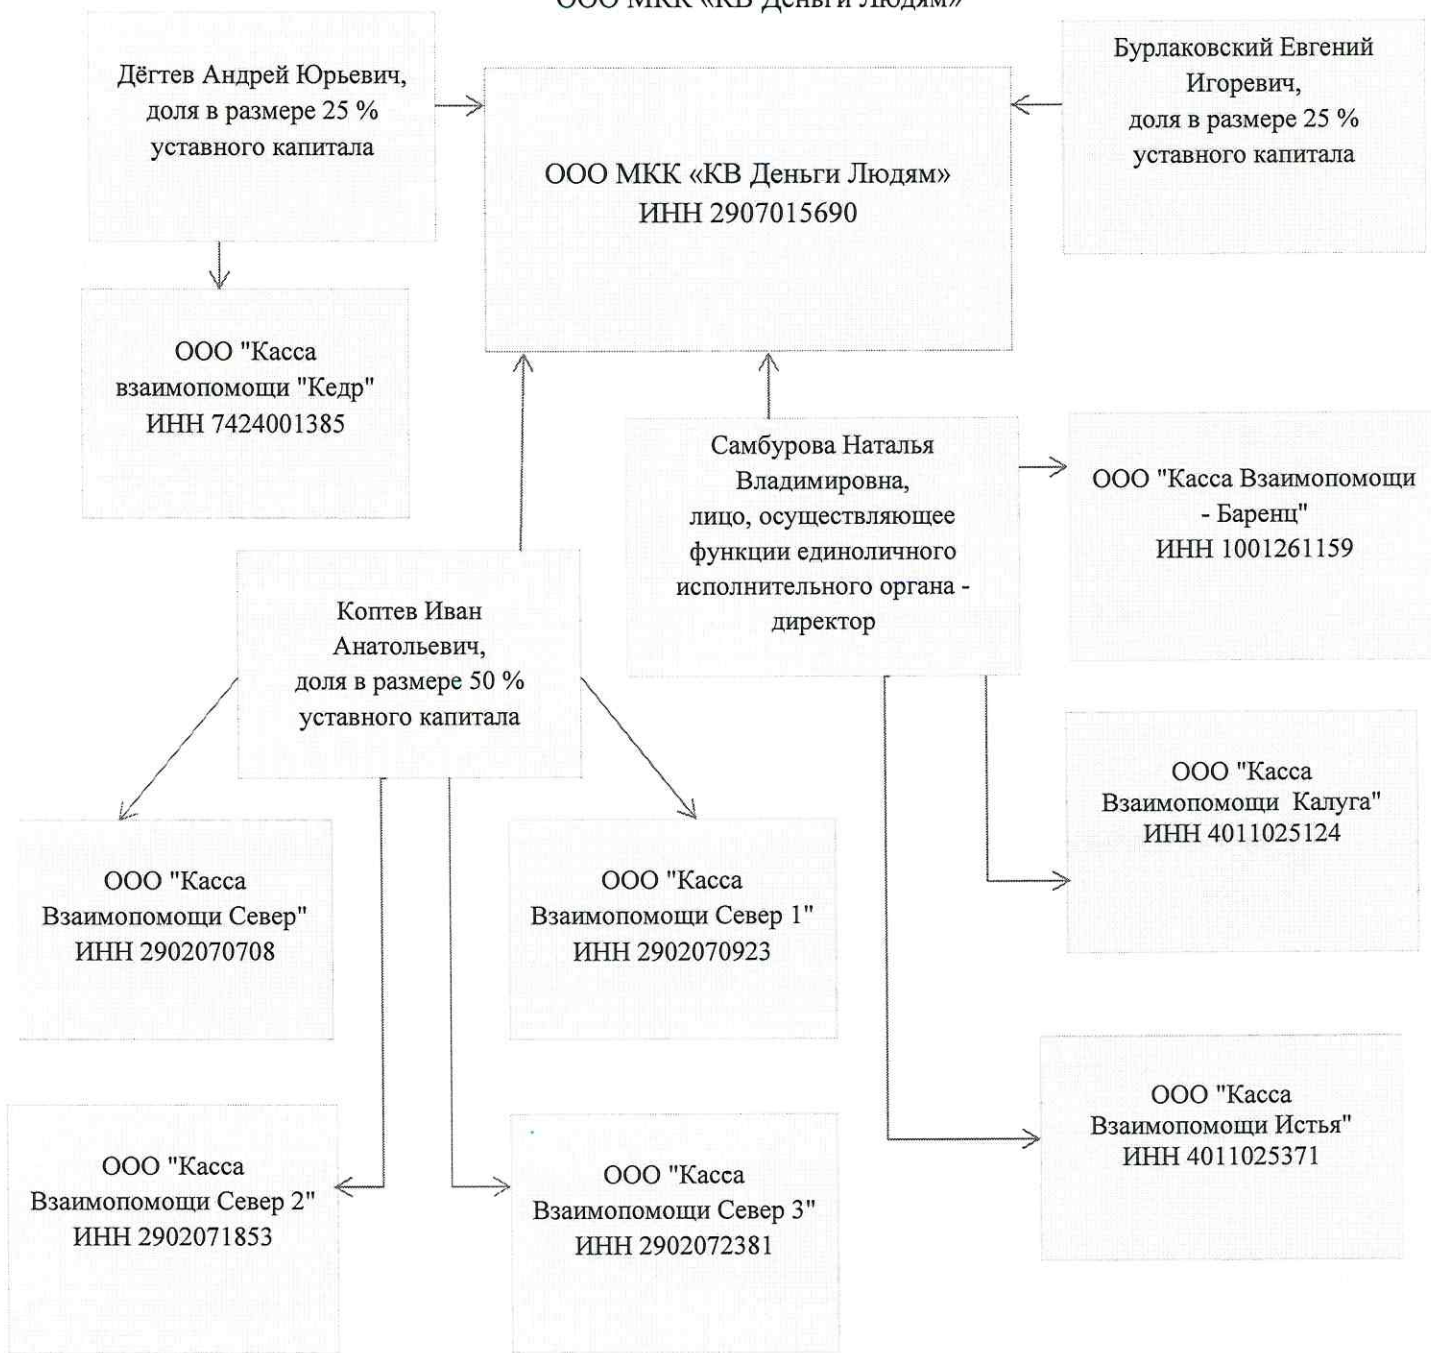 ООО МКК «КВ Деньги Людям»
Дёгтев Андрей Юрьевич,
доля в размере 25 %
уставного капитала
ООО МКК «КВ Деньги Людям»
ИНН 2907015690
Бурлаковский Евгений
Игоревич,
доля в размере 25 %
уставного капитала
ООО "Касса
взаимопомощи "Кедр"
ИНН 7424001385
Самбурова Наталья
Владимировна,
лицо, осуществляющее
функции единоличного
исполнительного органа -
директор
ООО "Касса Взаимопомощи
- Баренц"
ИНН 1001261159
Коптев Иван
Анатольевич,
доля в размере 50 %
уставного капитала
ООО "Касса
Взаимопомощи Калуга"
ИНН 4011025124
ООО "Касса
Взаимопомощи Север"
ИНН 2902070708
ООО "Касса
Взаимопомощи Север 1"
ИНН 2902070923
ООО "Касса
Взаимопомощи Истья"
ИНН 4011025371
ООО "Касса
Взаимопомощи Север 2"
ИНН 2902071853
ООО "Касса
Взаимопомощи Север 3"
ИНН 2902072381